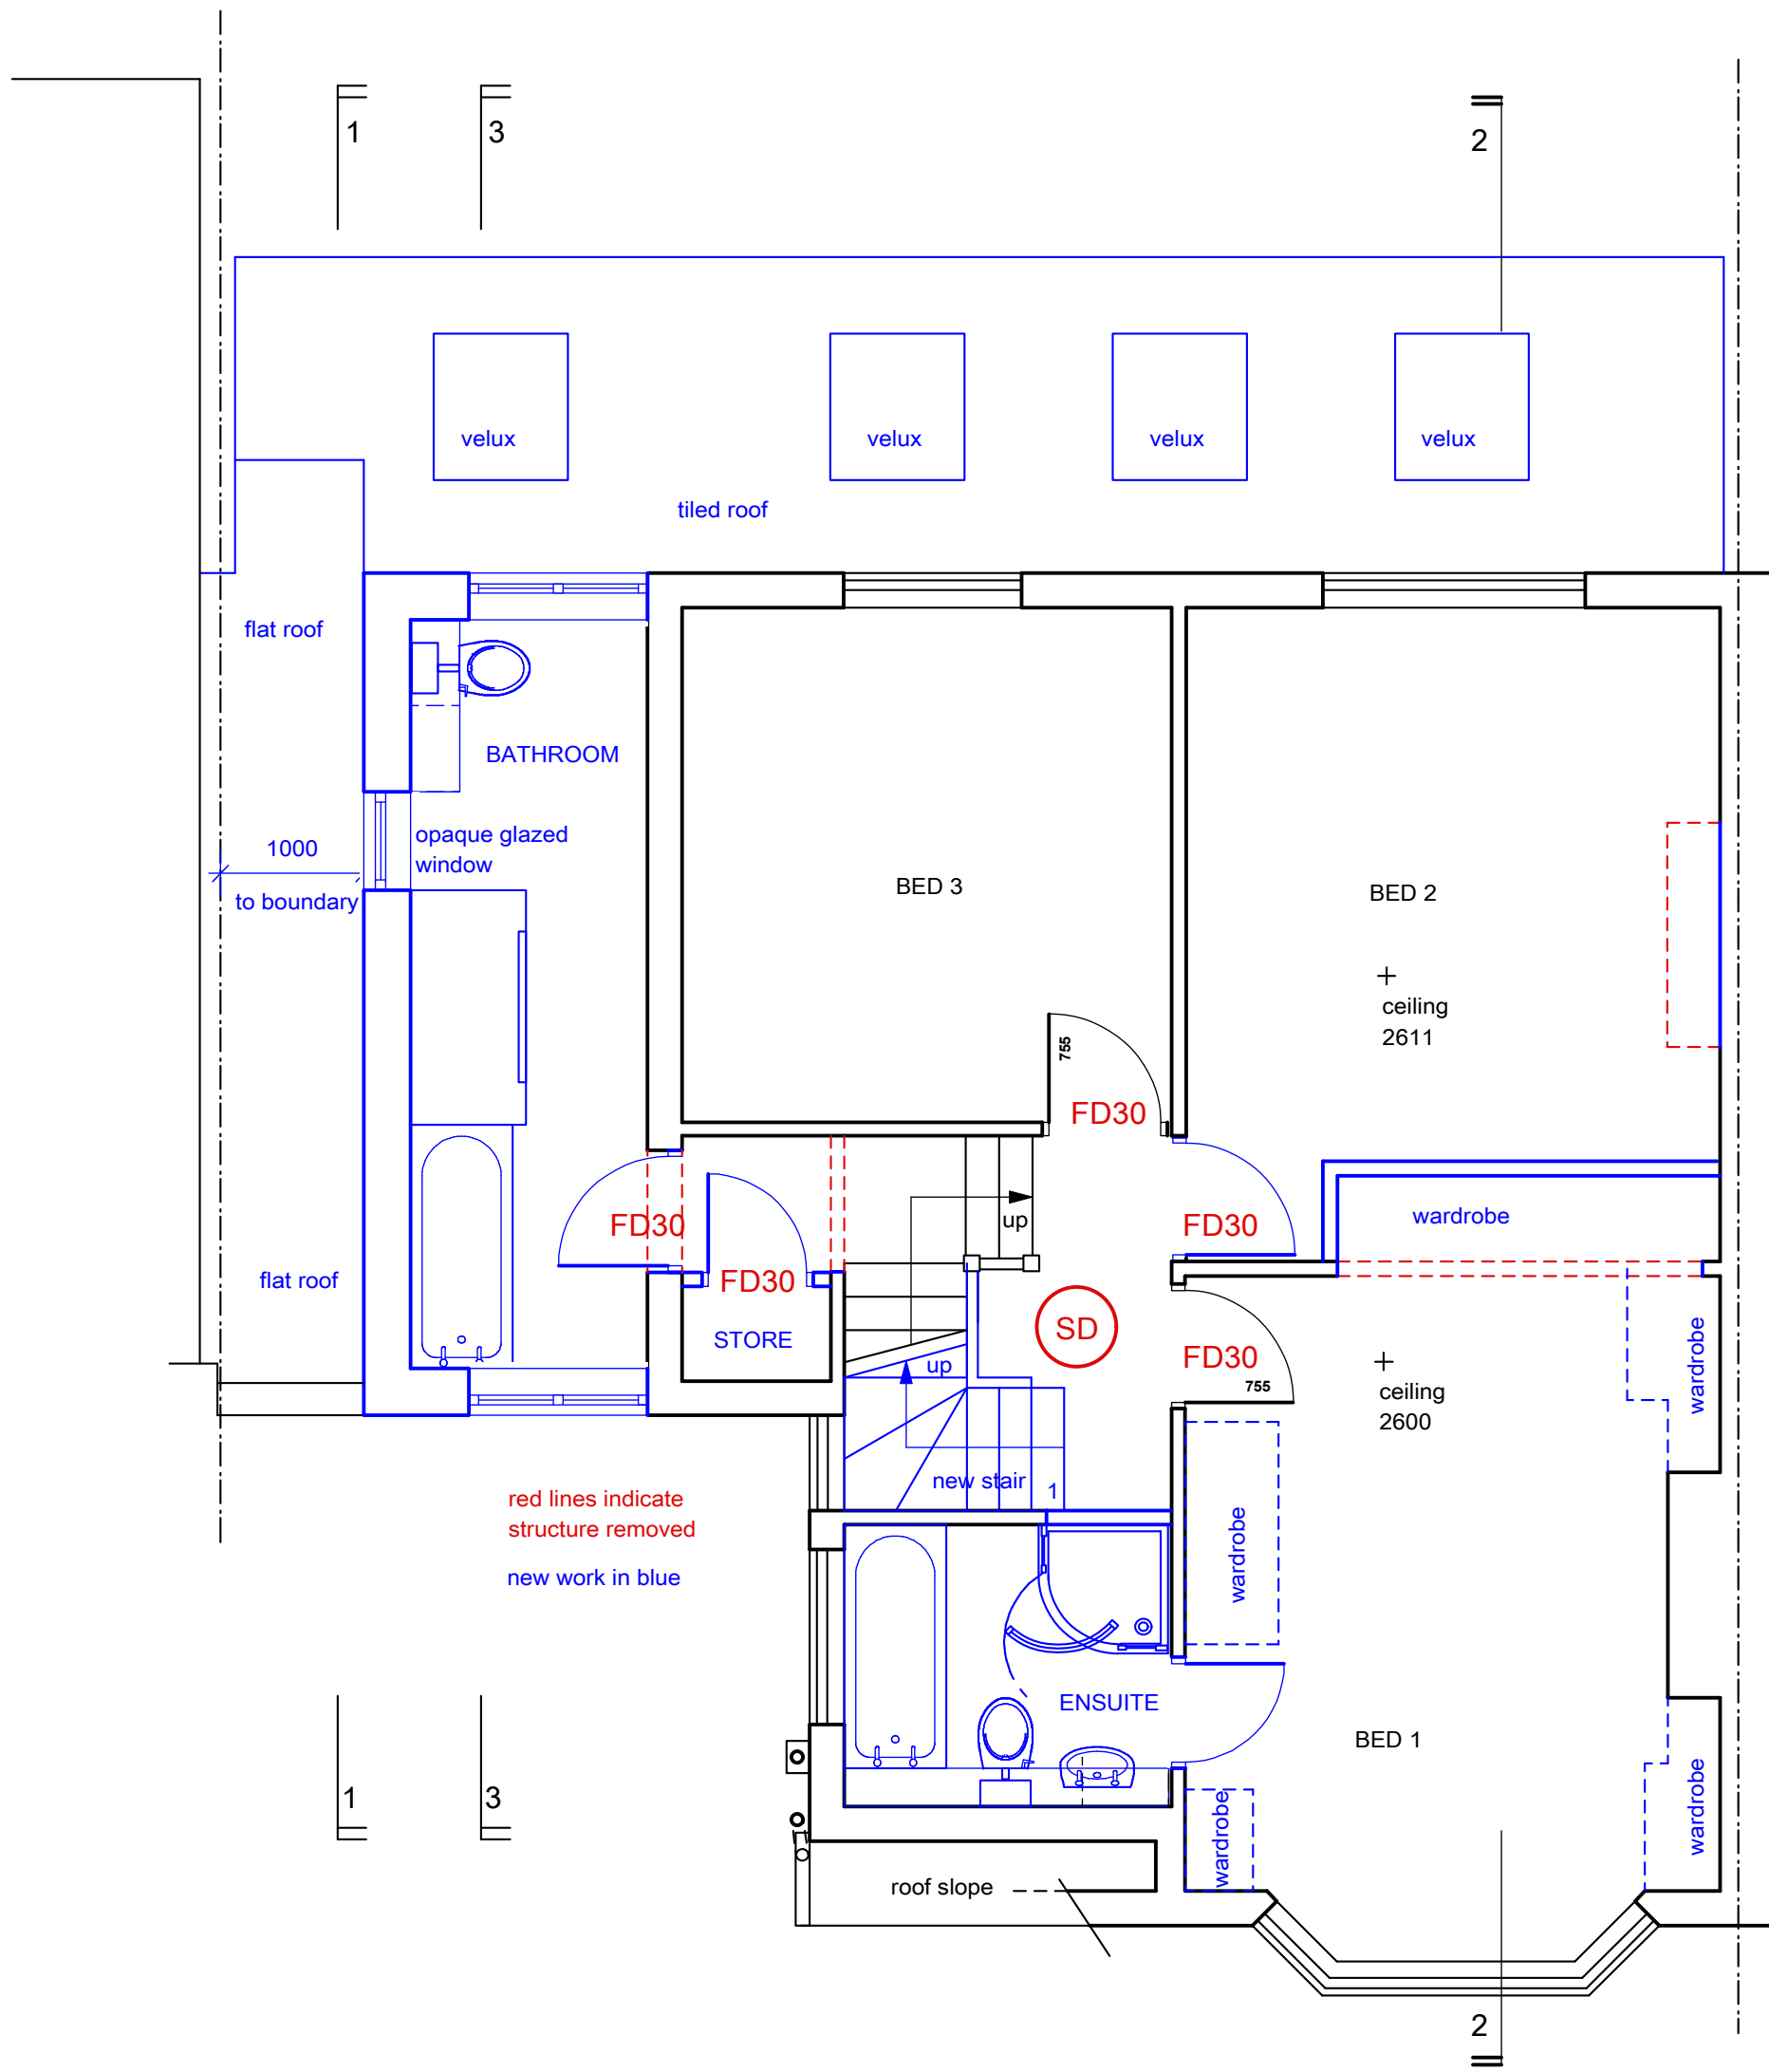 1
3
2
velux
velux
velux
velux
tiled roof
flat roof
BATHROOM
opaque glazed
window
1000
to boundary
BED 3
BED 2
ceiling
2611
755
FD30
FD30
FD30
FD30
up
wardrobe
flat roof
STORE
SD
up
FD30
755
ceiling
2600
wardrobe
new stair
1
red lines indicate
structure removed
new work in blue
wardrobe
ENSUITE
BED 1
1
3
wardrobe
wardrobe
roof slope
2